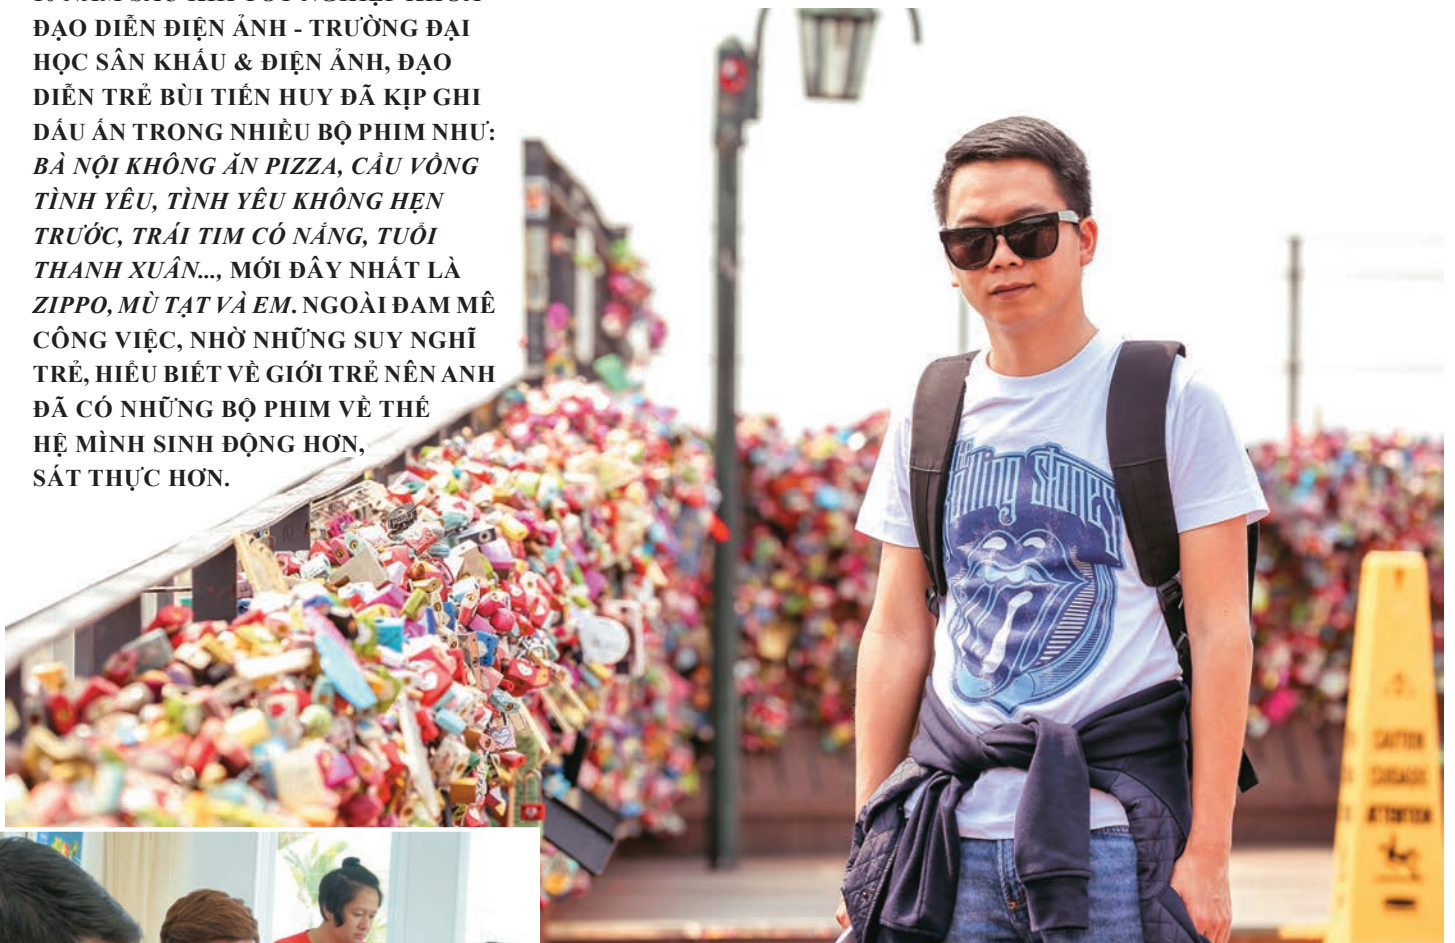 ĐẠO DIỄN ĐIỆN ẢNH - TRƯỜNG ĐẠI
HỌC SÂN KHẤU & ĐIỆN ẢNH, ĐẠO
DIỄN TRẺ BÙI TIẾN HUY ĐÃ KỊP GHI
DẤU ẤN TRONG NHIỀU BỘ PHIM NHƯ:
BÀ NỘI KHÔNG ĂN PIZZA, CẦU VỒNG
TÌNH YÊU, TÌNH YÊU KHÔNG HẸN
TRƯỚC, TRÁI TIM CÓ NẮNG, TUỔI
THANH XUÂN..., MỚI ĐÂY NHẤT LÀ
ZIPPO, MÙ TẠT VÀ EM. NGOÀI ĐAM MÊ
CÔNG VIỆC, NHỜ NHỮNG SUY NGHĨ
TRẺ, HIỂU BIẾT VỀ GIỚI TRẺ NÊN ANH
ĐÃ CÓ NHỮNG BỘ PHIM VỀ THẾ
HỆ MÌNH SINH ĐỘNG HƠN,
SÁT THỰC HƠN.
Stones
ATTENTION